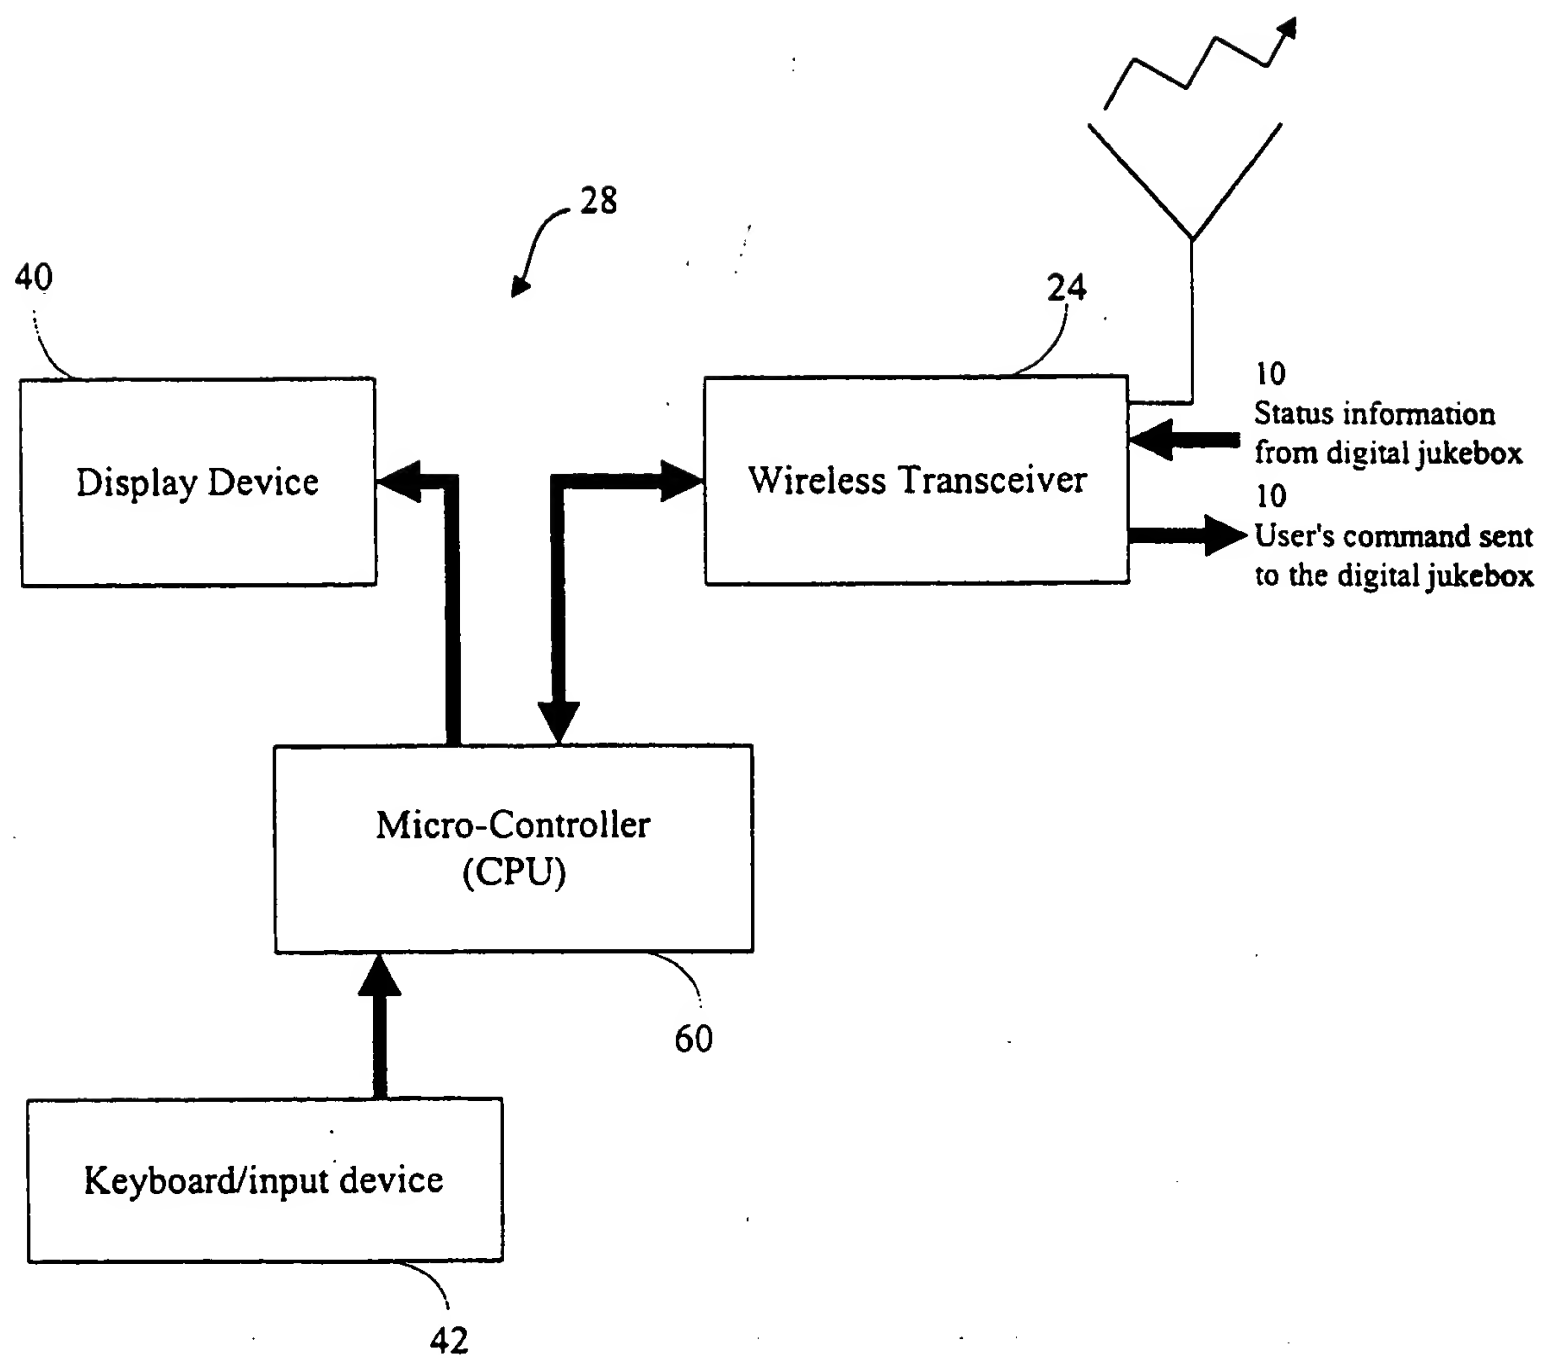 28
40
24
10
Status information
from digital jukebox
10
User's command sent
to the digital jukebox
Display Device
Wireless Transceiver
Micro-Controller
(CPU)
60
Keyboard/input device
42